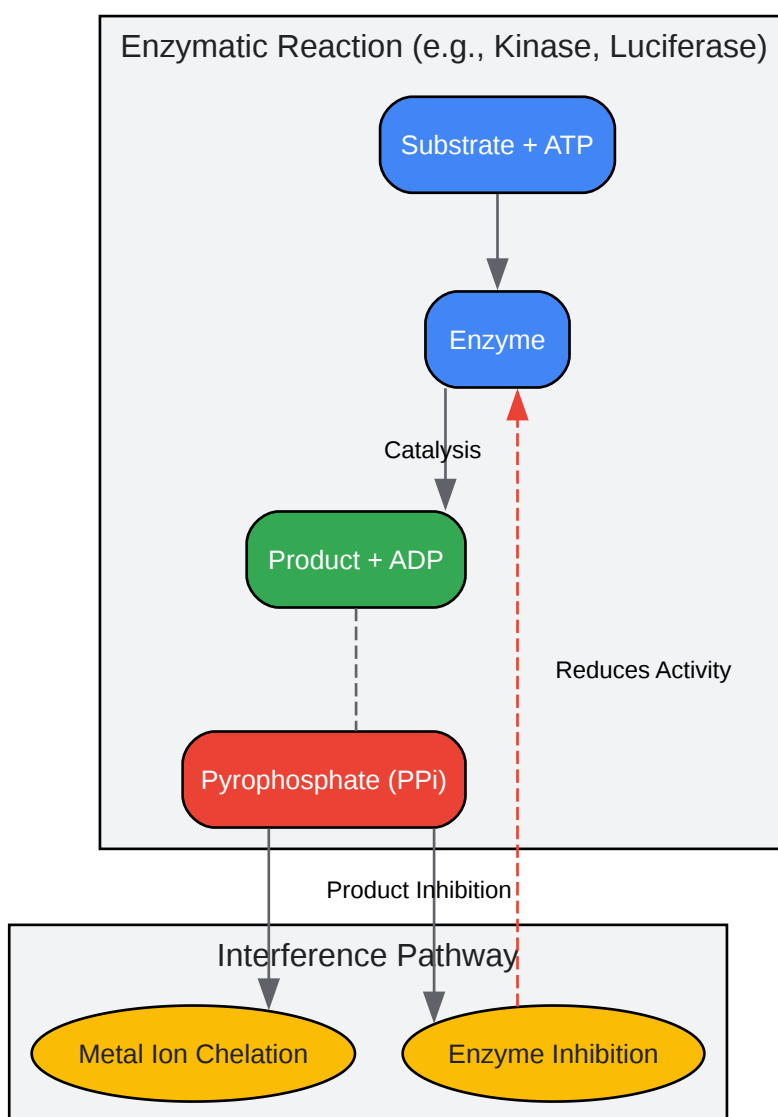 Enzymatic Reaction (e.g., Kinase, Luciferase)
Substrate + ATP
Enzyme
Catalysis
Product + ADP
Reduces Activity
Pyrophosphate (PPi)
Product Inhibition
Interference Pathway
Metal Ion Chelation
Enzyme Inhibition